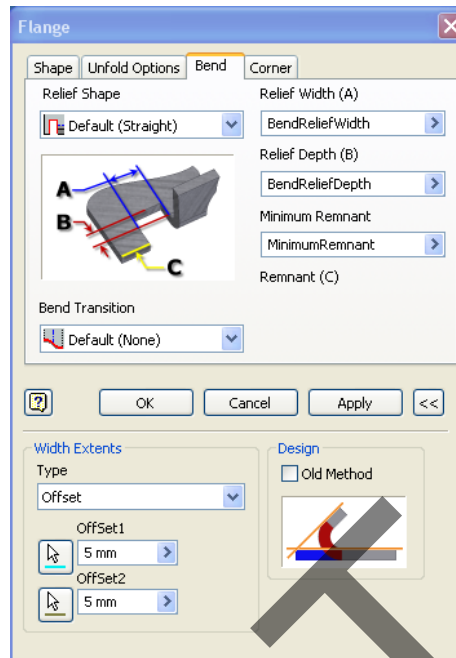 Flange
Shape Unfold Options Bend Corner
Relief Shape
Default (Straight)
A
B
C
Bend Transition
Default (None)
Relief Width (A)
BendReliefWidth
Relief Depth (B)
BendReliefDepth
Minimum Remnant
MinimumRemnant
Remnant (C)
? OK Cancel Apply <<
Width Extents
Type
Offset
OffSet1
5 mm
OffSet2
5 mm
Design
Old Method